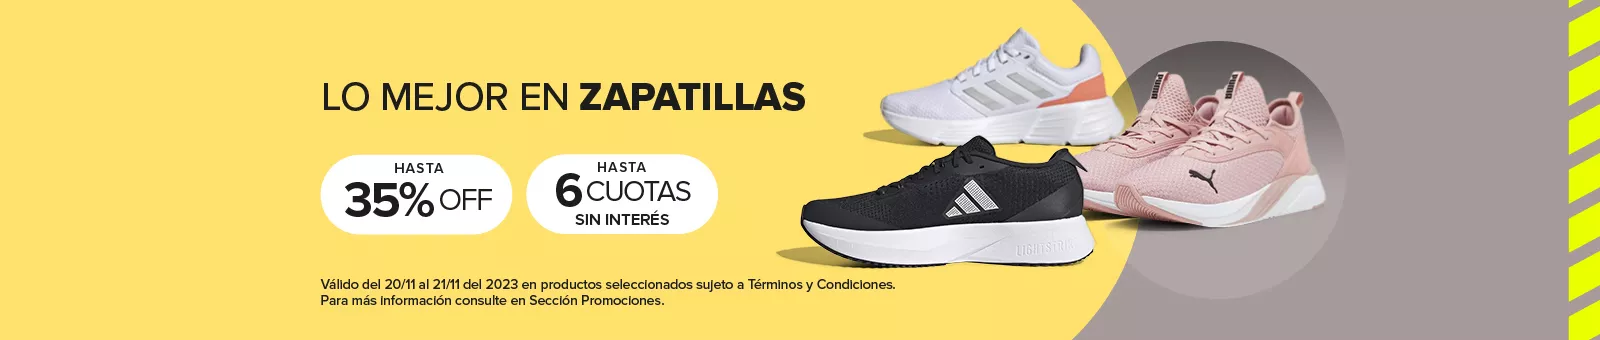 LO MEJOR EN ZAPATILLAS
HASTA
35% OFF
HASTA
6 CUOTAS
SIN INTERÉS
Válido del 20/11 al 21/11 del 2023 en productos seleccionados sujeto a Términos y Condiciones.
Para más información consulte en Sección Promociones.